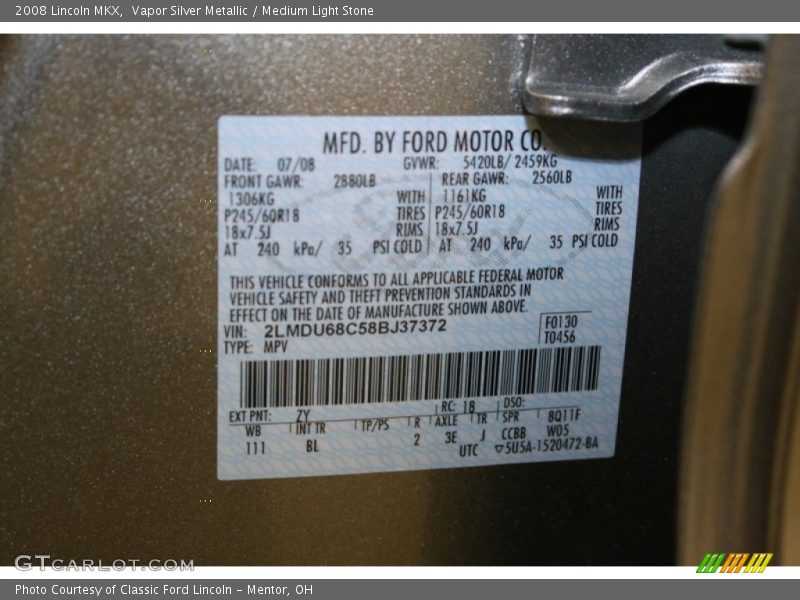 2008 Lincoln MKX, Vapor Silver Metallic / Medium Light Stone
MFD. BY FORD MOTOR CO.
DATE: 07/08 GVWR: 5420LB/ 2459KG
FRONT GAWR: 2880LB REAR GAWR: 2560LB
1306KG WITH 1161KG WITH
P245/60R18 TIRES P245/60R18 TIRES
18x7.5J RIMS 18x7.5J RIMS
AT 240 kPa/ 35 PSI COLD AT 240 kPa/ 35 PSI COLD
THIS VEHICLE CONFORMS TO ALL APPLICABLE FEDERAL MOTOR
VEHICLE SAFETY AND THEFT PREVENTION STANDARDS IN
EFFECT ON THE DATE OF MANUFACTURE SHOWN ABOVE.
VIN: 2LMDU68C58BJ37372 F0130
TYPE: MPV T0456
EXT PNT: ZY RC: 18 DSO:
WB INT TR TP/PS R AXLE TR SPR 8Q11F
111 BL 2 3E J CCBB W05
UTC ▽5U5A-1520472-BA
GTCARLOT.COM
Photo Courtesy of Classic Ford Lincoln - Mentor, OH